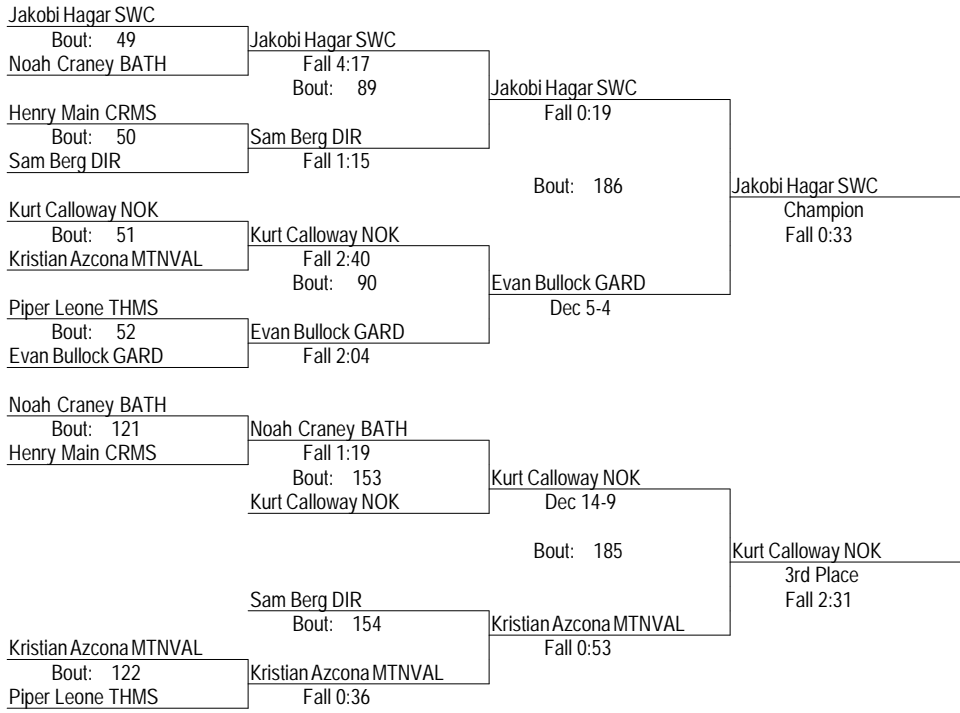 Jakobi Hagar SWC
Bout: 49
Jakobi Hagar SWC
Noah Craney BATH
Fall 4:17
Bout: 89
Jakobi Hagar SWC
Henry Main CRMS
Fall 0:19
Bout: 50
Sam Berg DIR
Sam Berg DIR
Fall 1:15
Bout: 186
Jakobi Hagar SWC
Kurt Calloway NOK
Champion
Bout: 51
Kurt Calloway NOK
Fall 0:33
Kristian Azcona MTNVAL
Fall 2:40
Bout: 90
Evan Bullock GARD
Piper Leone THMS
Dec 5-4
Bout: 52
Evan Bullock GARD
Evan Bullock GARD
Fall 2:04
Noah Craney BATH
Bout: 121
Noah Craney BATH
Henry Main CRMS
Fall 1:19
Bout: 153
Kurt Calloway NOK
Kurt Calloway NOK
Dec 14-9
Bout: 185
Kurt Calloway NOK
3rd Place
Sam Berg DIR
Fall 2:31
Bout: 154
Kristian Azcona MTNVAL
Kristian Azcona MTNVAL
Fall 0:53
Bout: 122
Kristian Azcona MTNVAL
Piper Leone THMS
Fall 0:36